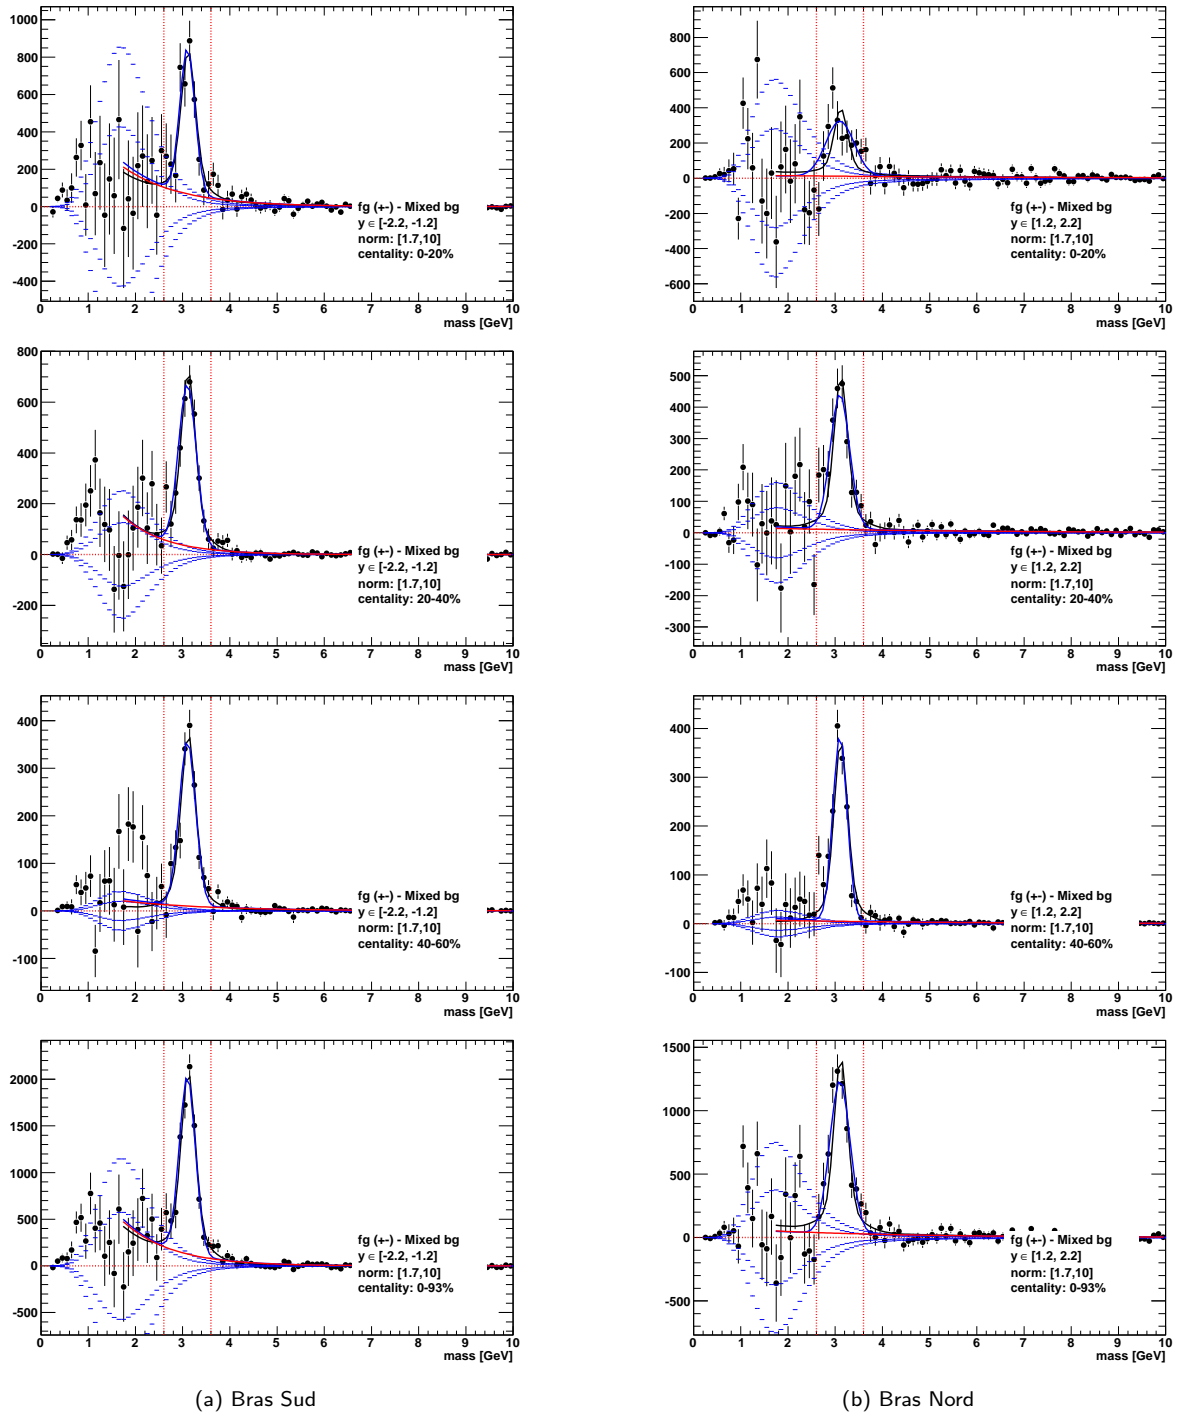 1000
800
600
400
200
0
-200
-400
0 1 2 3 4 5 6 7 8 9 10
mass [GeV]
fg (+-) - Mixed bg
y ∈ [-2.2, -1.2]
norm: [1.7,10]
centality: 0-20%
800
600
400
200
0
-200
-400
-600
0 1 2 3 4 5 6 7 8 9 10
mass [GeV]
fg (+-) - Mixed bg
y ∈ [1.2, 2.2]
norm: [1.7,10]
centality: 0-20%
800
600
400
200
0
-200
0 1 2 3 4 5 6 7 8 9 10
mass [GeV]
fg (+-) - Mixed bg
y ∈ [-2.2, -1.2]
norm: [1.7,10]
centality: 20-40%
500
400
300
200
100
0
-100
-200
-300
0 1 2 3 4 5 6 7 8 9 10
mass [GeV]
fg (+-) - Mixed bg
y ∈ [1.2, 2.2]
norm: [1.7,10]
centality: 20-40%
400
300
200
100
0
-100
0 1 2 3 4 5 6 7 8 9 10
mass [GeV]
fg (+-) - Mixed bg
y ∈ [-2.2, -1.2]
norm: [1.7,10]
centality: 40-60%
400
300
200
100
0
-100
0 1 2 3 4 5 6 7 8 9 10
mass [GeV]
fg (+-) - Mixed bg
y ∈ [1.2, 2.2]
norm: [1.7,10]
centality: 40-60%
2000
1500
1000
500
0
-500
0 1 2 3 4 5 6 7 8 9 10
mass [GeV]
fg (+-) - Mixed bg
y ∈ [-2.2, -1.2]
norm: [1.7,10]
centality: 0-93%
1500
1000
500
0
-500
0 1 2 3 4 5 6 7 8 9 10
mass [GeV]
fg (+-) - Mixed bg
y ∈ [1.2, 2.2]
norm: [1.7,10]
centality: 0-93%
(a) Bras Sud
(b) Bras Nord